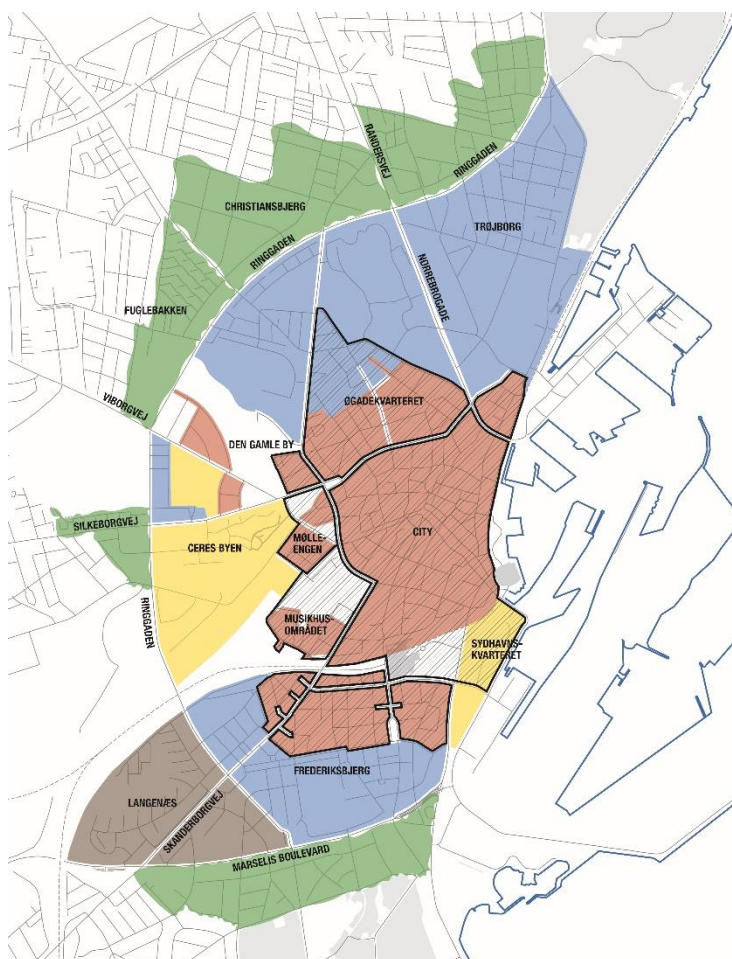 RANDERSVEJ
RINGGADEN
CHRISTIANSBJERG
TRØJBORG
RINGGADEN
NØRREBROGADE
FUGLEBAKKEN
VIBORGVEJ
ØGADEKVARTERET
DEN GAMLE BY
SILKEBORGVEJ
CERES BYEN
MØLLE-
ENGEN
CITY
RINGGADEN
MUSIKHUS-
OMRÅDET
SYDHAVNS-
KVARTERET
FREDERIKSBJERG
LANGENÆS
SKANDERBORGVEJ
MARSELIS BOULEVARD